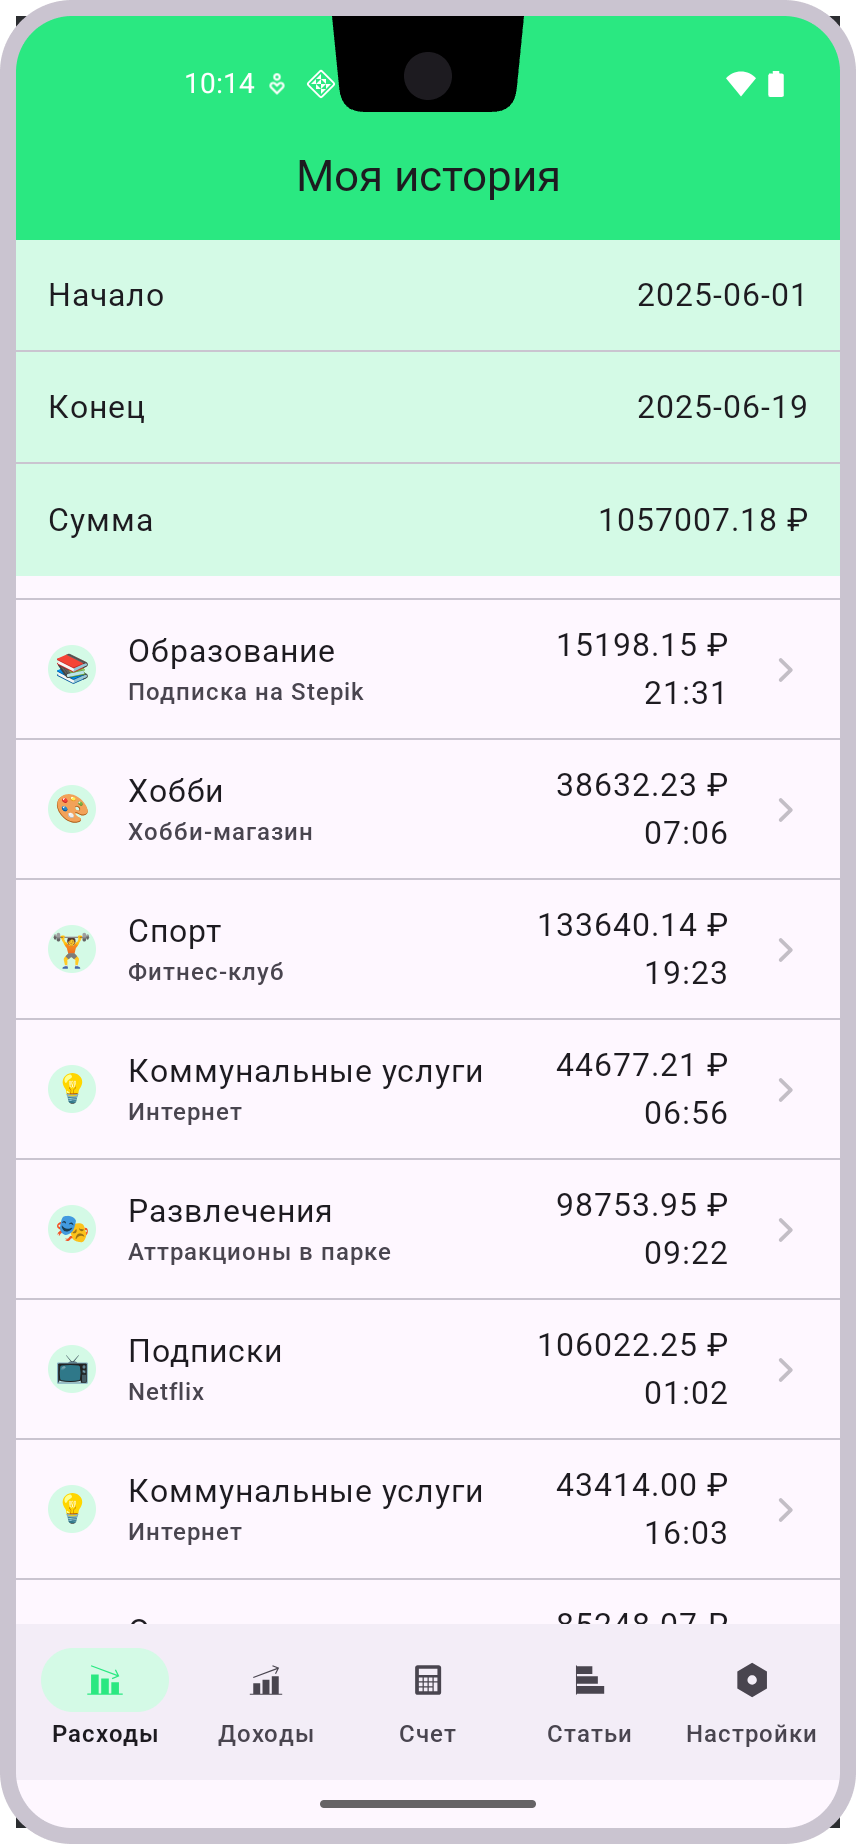 10:14
Моя история
Начало 2025-06-01
Конец 2025-06-19
Сумма 1057007.18 ₽
Образование 15198.15 ₽
Подписка на Stepik 21:31
Хобби 38632.23 ₽
Хобби-магазин 07:06
Спорт 133640.14 ₽
Фитнес-клуб 19:23
Коммунальные услуги 44677.21 ₽
Интернет 06:56
Развлечения 98753.95 ₽
Аттракционы в парке 09:22
Подписки 106022.25 ₽
Netflix 01:02
Коммунальные услуги 43414.00 ₽
Интернет 16:03
Расходы Доходы Счет Статьи Настройки